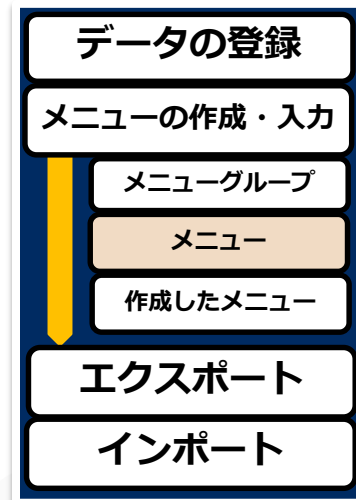 データの登録
メニューの作成・入力
メニューグループ
メニュー
作成したメニュー
エクスポート
インポート